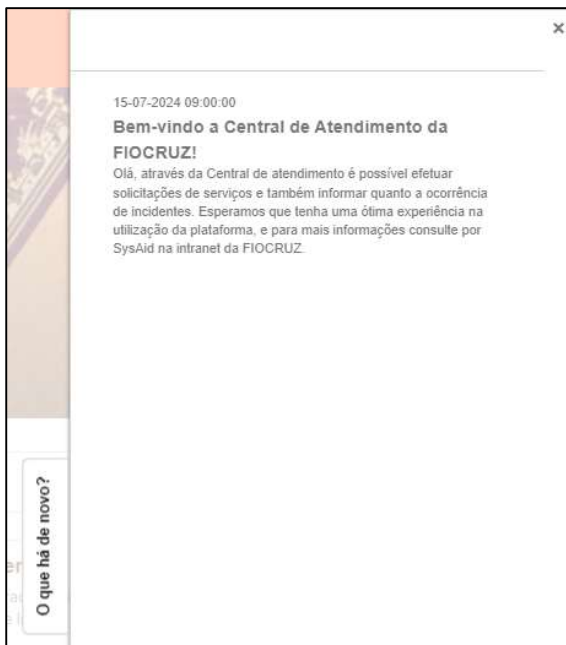 ×
15-07-2024 09:00:00
Bem-vindo a Central de Atendimento da
FIOCRUZ!
Olá, através da Central de atendimento é possível efetuar
solicitações de serviços e também informar quanto a ocorrência
de incidentes. Esperamos que tenha uma ótima experiência na
utilização da plataforma, e para mais informações consulte por
SysAid na intranet da FIOCRUZ.
O que há de novo?